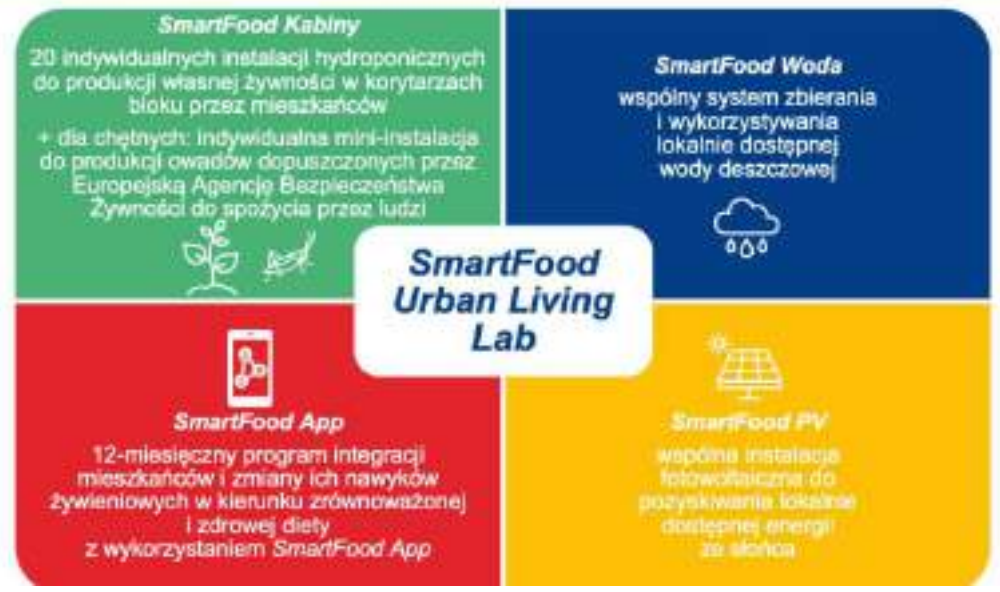 SmartFood Kabiny
20 indywidualnych instalacji hydroponicznych
do produkcji własnej żywności w korytarzach
bloku przez mieszkańców
+ dla chętnych: indywidualna mini-instalacja
do produkcji owadów dopuszczonych przez
Europejską Agencję Bezpieczeństwa
Żywności do spożycia przez ludzi
SmartFood Woda
wspólny system zbierania
i wykorzystywania
lokalnie dostępnej
wody deszczowej
SmartFood
Urban Living
Lab
SmartFood App
12-miesięczny program integracji
mieszkańców i zmiany ich nawyków
żywieniowych w kierunku zrównoważonej
i zdrowej diety
z wykorzystaniem SmartFood App
SmartFood PV
wspólna instalacja
fotowoltaiczna do
pozyskiwania lokalnie
dostępnej energii
ze słońca